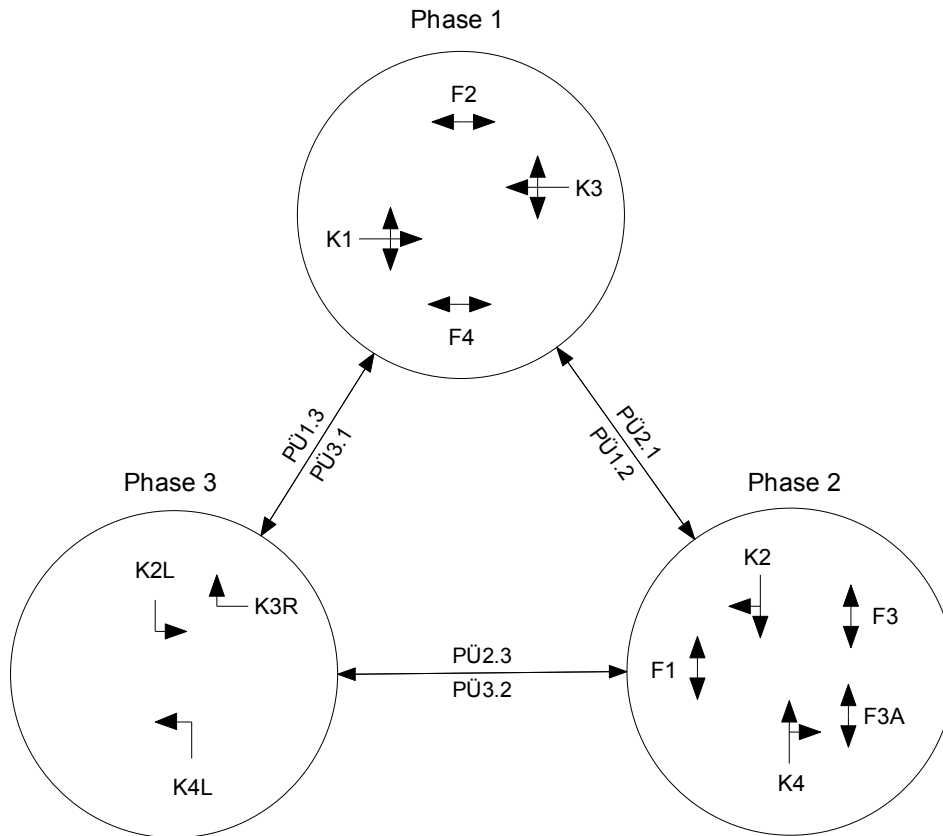 Phase 1
F2
K3
K1
F4
PÜ1.3
PÜ3.1
PÜ2.1
PÜ1.2
Phase 3
Phase 2
K2L
K3R
K4L
PÜ2.3
PÜ3.2
K2
F3
F1
F3A
K4